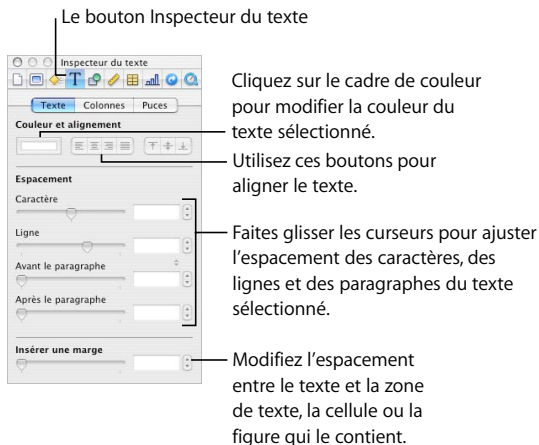 Le bouton Inspecteur du texte
Inspecteur du texte
T
Texte Colonnes Puces
Couleur et alignement
Cliquez sur le cadre de couleur
pour modifier la couleur du
texte sélectionné.
Utilisez ces boutons pour
aligner le texte.
Espacement
Caractère
Ligne
Avant le paragraphe
Après le paragraphe
Faites glisser les curseurs pour ajuster
l’espacement des caractères, des
lignes et des paragraphes du texte
sélectionné.
Insérer une marge
Modifiez l’espacement
entre le texte et la zone
de texte, la cellule ou la
figure qui le contient.